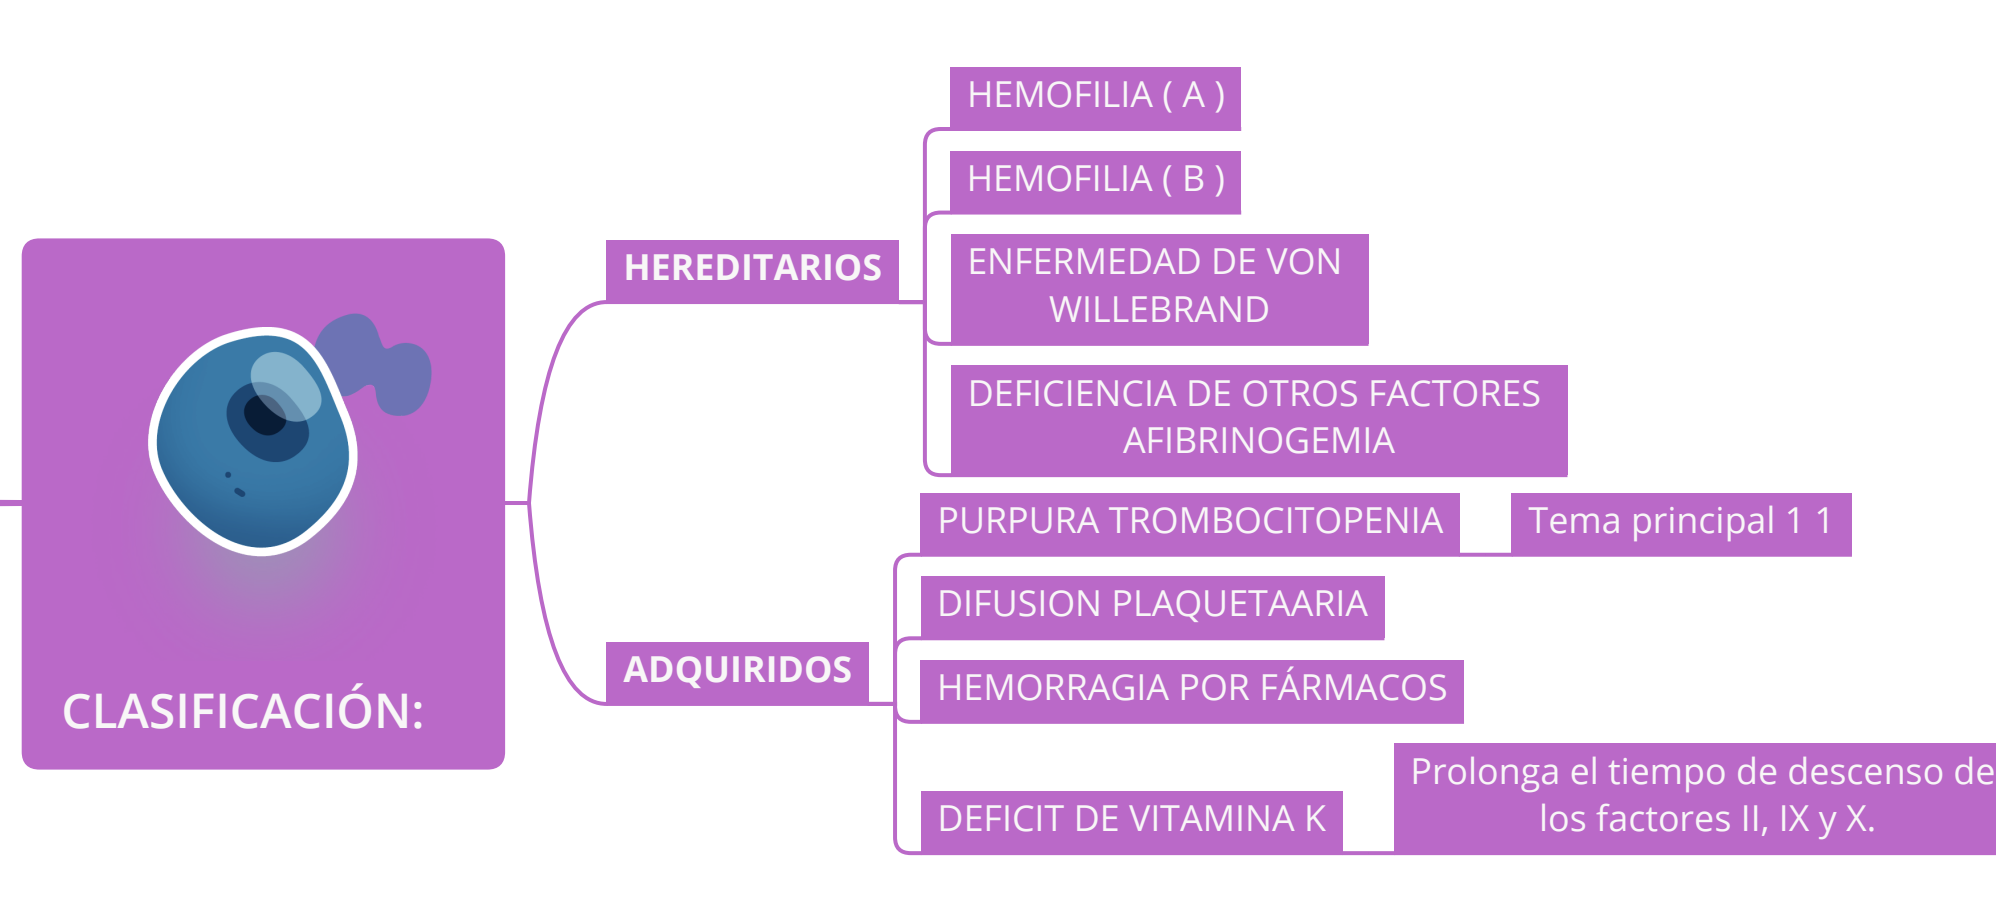 CLASIFICACIÓN:
HEREDITARIOS
HEMOFILIA ( A )
HEMOFILIA ( B )
ENFERMEDAD DE VON
WILLEBRAND
DEFICIENCIA DE OTROS FACTORES
AFIBRINOGEMIA
ADQUIRIDOS
PURPURA TROMBOCITOPENIA
Tema principal 1 1
DIFUSION PLAQUETAARIA
HEMORRAGIA POR FÁRMACOS
DEFICIT DE VITAMINA K
Prolonga el tiempo de descenso de
los factores II, IX y X.